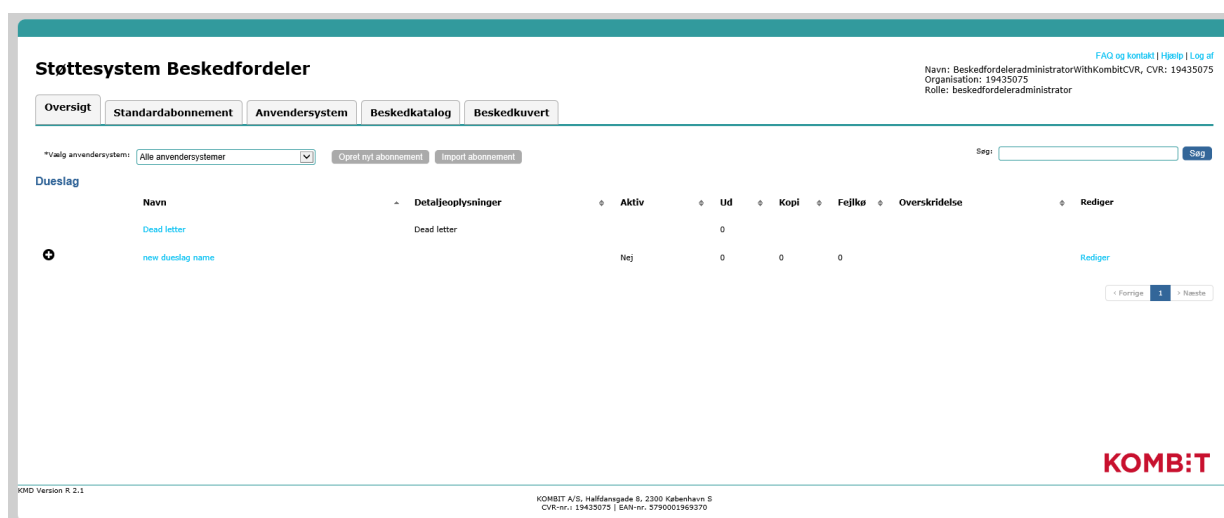 FAQ og kontakt | Hjælp | Log af
Støttesystem Beskedfordeler
Navn: BeskedfordeleradministratorWithKombitCVR, CVR: 19435075
Organisation: 19435075
Rolle: beskedfordeleradministrator
Oversigt Standardabonnement Anvendersystem Beskedkatalog Beskedkuvert
*Vælg anvendersystem: Alle anvendersystemer Opret nyt abonnement Import abonnement Søg: Søg
Dueslag
Navn Detaljeoplysninger Aktiv Ud Kopi Fejlkø Overskridelse Rediger
Dead letter Dead letter 0
new dueslag name Nej 0 0 0 Rediger
‹ Forrige 1 › Næste
KOMB:T
KMD Version R 2.1
KOMBIT A/S, Halfdansgade 8, 2300 København S
CVR-nr.: 19435075 | EAN-nr. 5790001969370